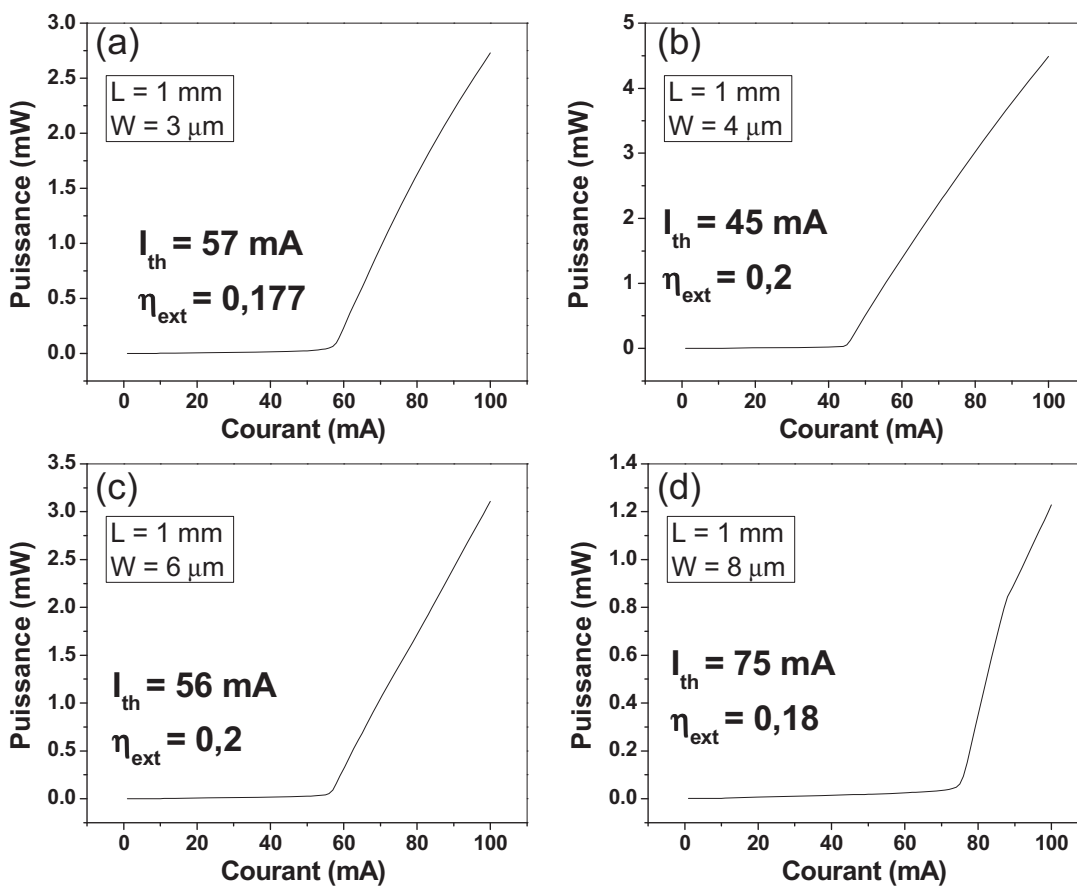 (a)
L = 1 mm
W = 3 μm
I_th = 57 mA
η_ext = 0,177
Puissance (mW)
3.0
2.5
2.0
1.5
1.0
0.5
0.0
0 20 40 60 80 100
Courant (mA)
(b)
L = 1 mm
W = 4 μm
I_th = 45 mA
η_ext = 0,2
Puissance (mW)
5
4
3
2
1
0
0 20 40 60 80 100
Courant (mA)
(c)
L = 1 mm
W = 6 μm
I_th = 56 mA
η_ext = 0,2
Puissance (mW)
3.5
3.0
2.5
2.0
1.5
1.0
0.5
0.0
0 20 40 60 80 100
Courant (mA)
(d)
L = 1 mm
W = 8 μm
I_th = 75 mA
η_ext = 0,18
Puissance (mW)
1.4
1.2
1.0
0.8
0.6
0.4
0.2
0.0
0 20 40 60 80 100
Courant (mA)